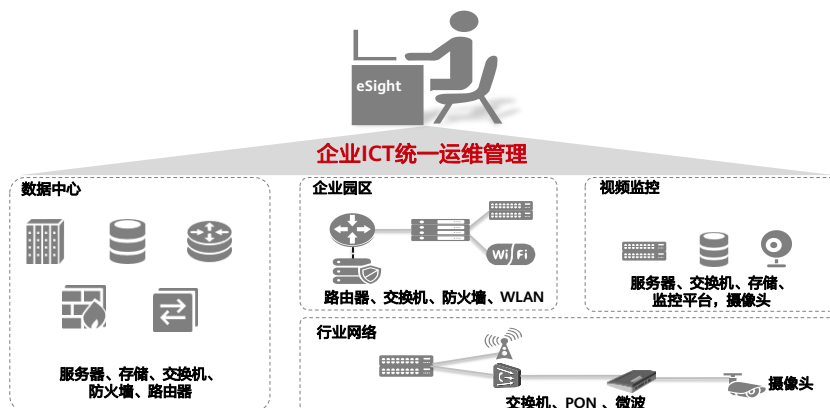 eSight
企业ICT统一运维管理
数据中心
服务器、存储、交换机、
防火墙、路由器
企业园区
WiFi
路由器、交换机、防火墙、WLAN
视频监控
服务器、交换机、存储、
监控平台，摄像头
行业网络
摄像头
交换机、PON 、微波